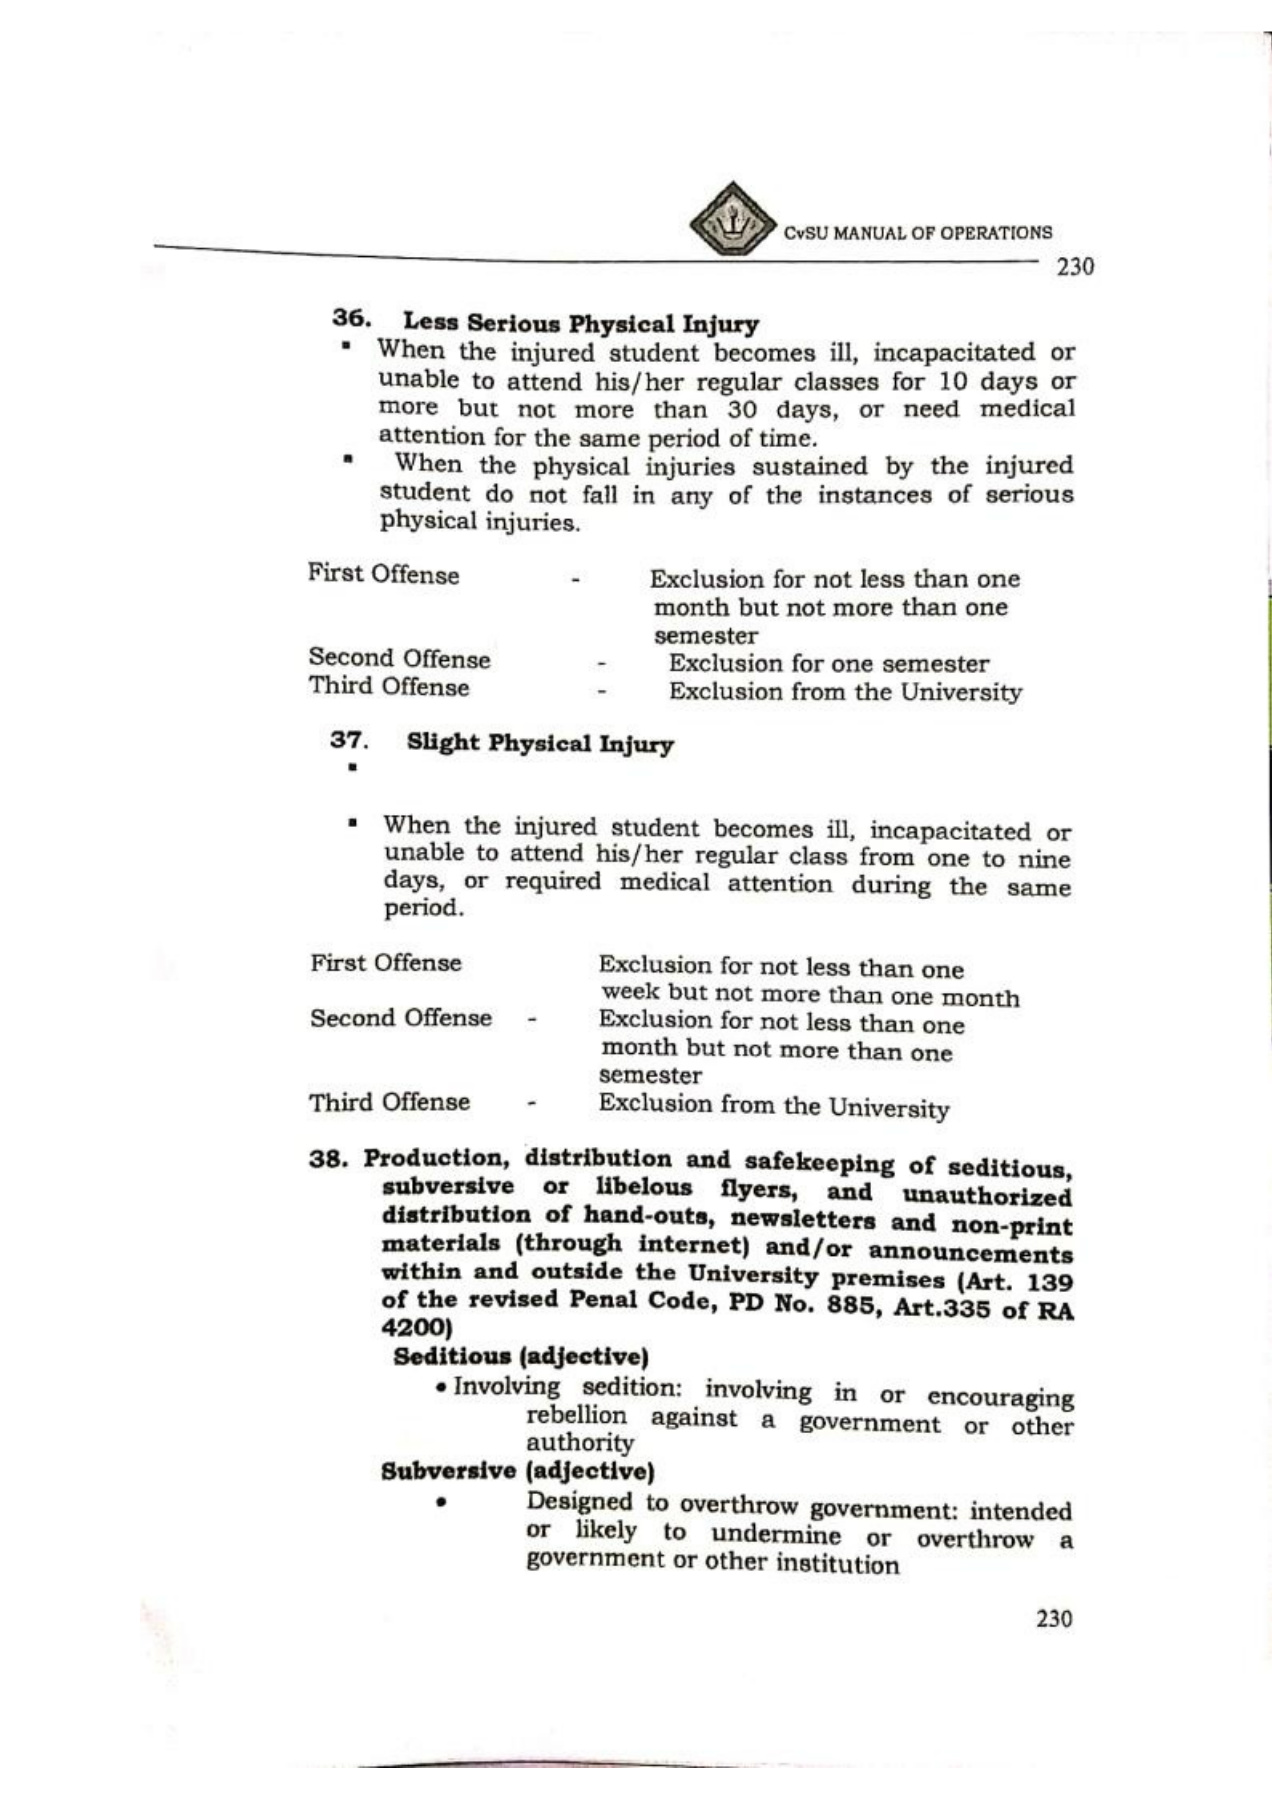 CvSU MANUAL OF OPERATIONS
230
36. Less Serious Physical Injury
▪ When the injured student becomes ill, incapacitated or
unable to attend his/her regular classes for 10 days or
more but not more than 30 days, or need medical
attention for the same period of time.
▪ When the physical injuries sustained by the injured
student do not fall in any of the instances of serious
physical injuries.
First Offense - Exclusion for not less than one
month but not more than one
semester
Second Offense - Exclusion for one semester
Third Offense - Exclusion from the University
37. Slight Physical Injury
▪
▪ When the injured student becomes ill, incapacitated or
unable to attend his/her regular class from one to nine
days, or required medical attention during the same
period.
First Offense Exclusion for not less than one
week but not more than one month
Second Offense - Exclusion for not less than one
month but not more than one
semester
Third Offense - Exclusion from the University
38. Production, distribution and safekeeping of seditious,
subversive or libelous flyers, and unauthorized
distribution of hand-outs, newsletters and non-print
materials (through internet) and/or announcements
within and outside the University premises (Art. 139
of the revised Penal Code, PD No. 885, Art.335 of RA
4200)
Seditious (adjective)
• Involving sedition: involving in or encouraging
rebellion against a government or other
authority
Subversive (adjective)
• Designed to overthrow government: intended
or likely to undermine or overthrow a
government or other institution
230